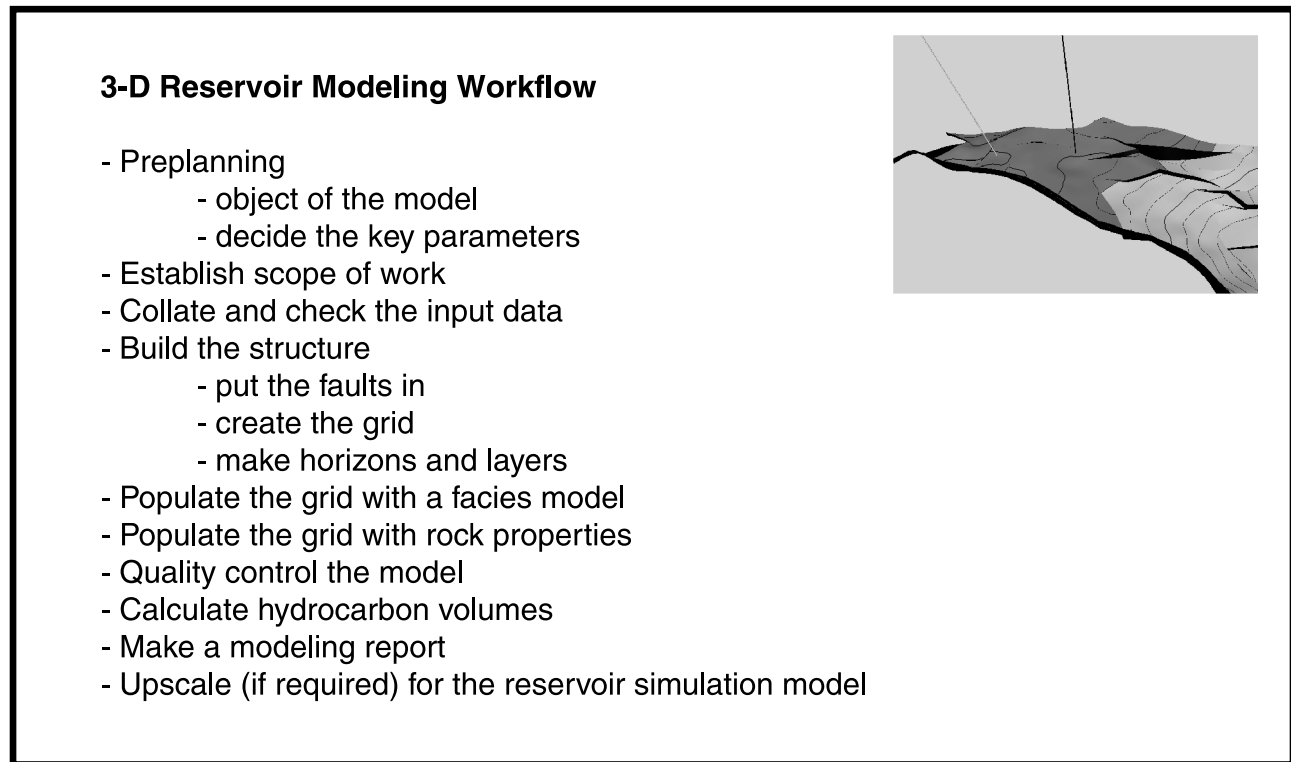 3-D Reservoir Modeling Workflow
- Preplanning
- object of the model
- decide the key parameters
- Establish scope of work
- Collate and check the input data
- Build the structure
- put the faults in
- create the grid
- make horizons and layers
- Populate the grid with a facies model
- Populate the grid with rock properties
- Quality control the model
- Calculate hydrocarbon volumes
- Make a modeling report
- Upscale (if required) for the reservoir simulation model